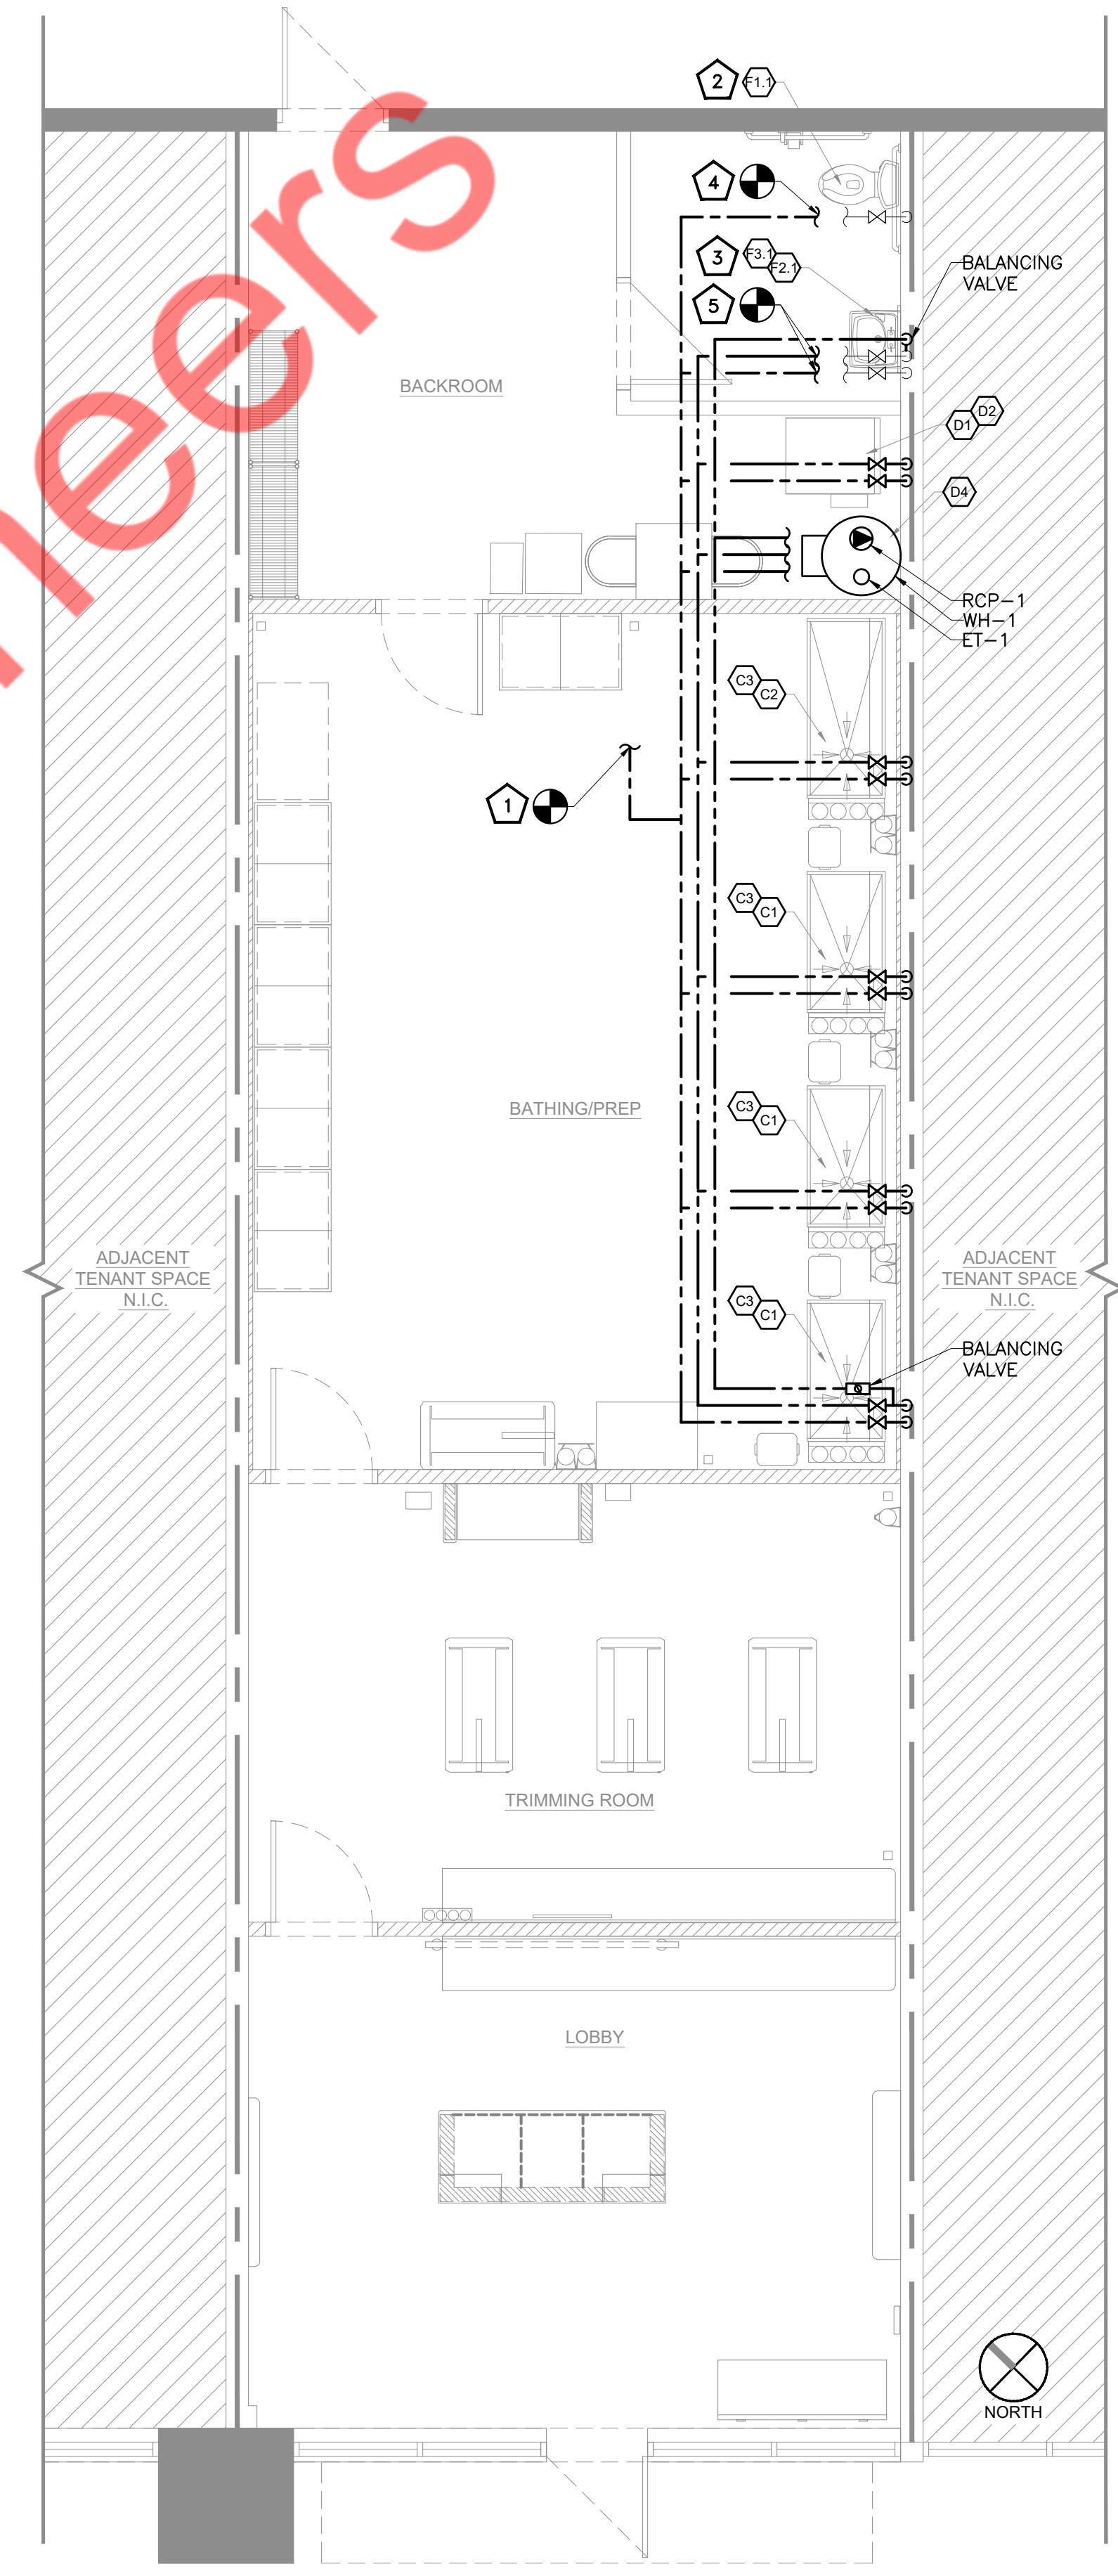 2 F1.1
4
3 F3.1 F2.1
5
BALANCING
VALVE
BACKROOM
D1 D2
D4
RCP-1
WH-1
ET-1
C3 C2
1
C3 C1
BATHING/PREP
C3 C1
ADJACENT
TENANT SPACE
N.I.C.
ADJACENT
TENANT SPACE
N.I.C.
C3 C1
BALANCING
VALVE
TRIMMING ROOM
LOBBY
NORTH
neers